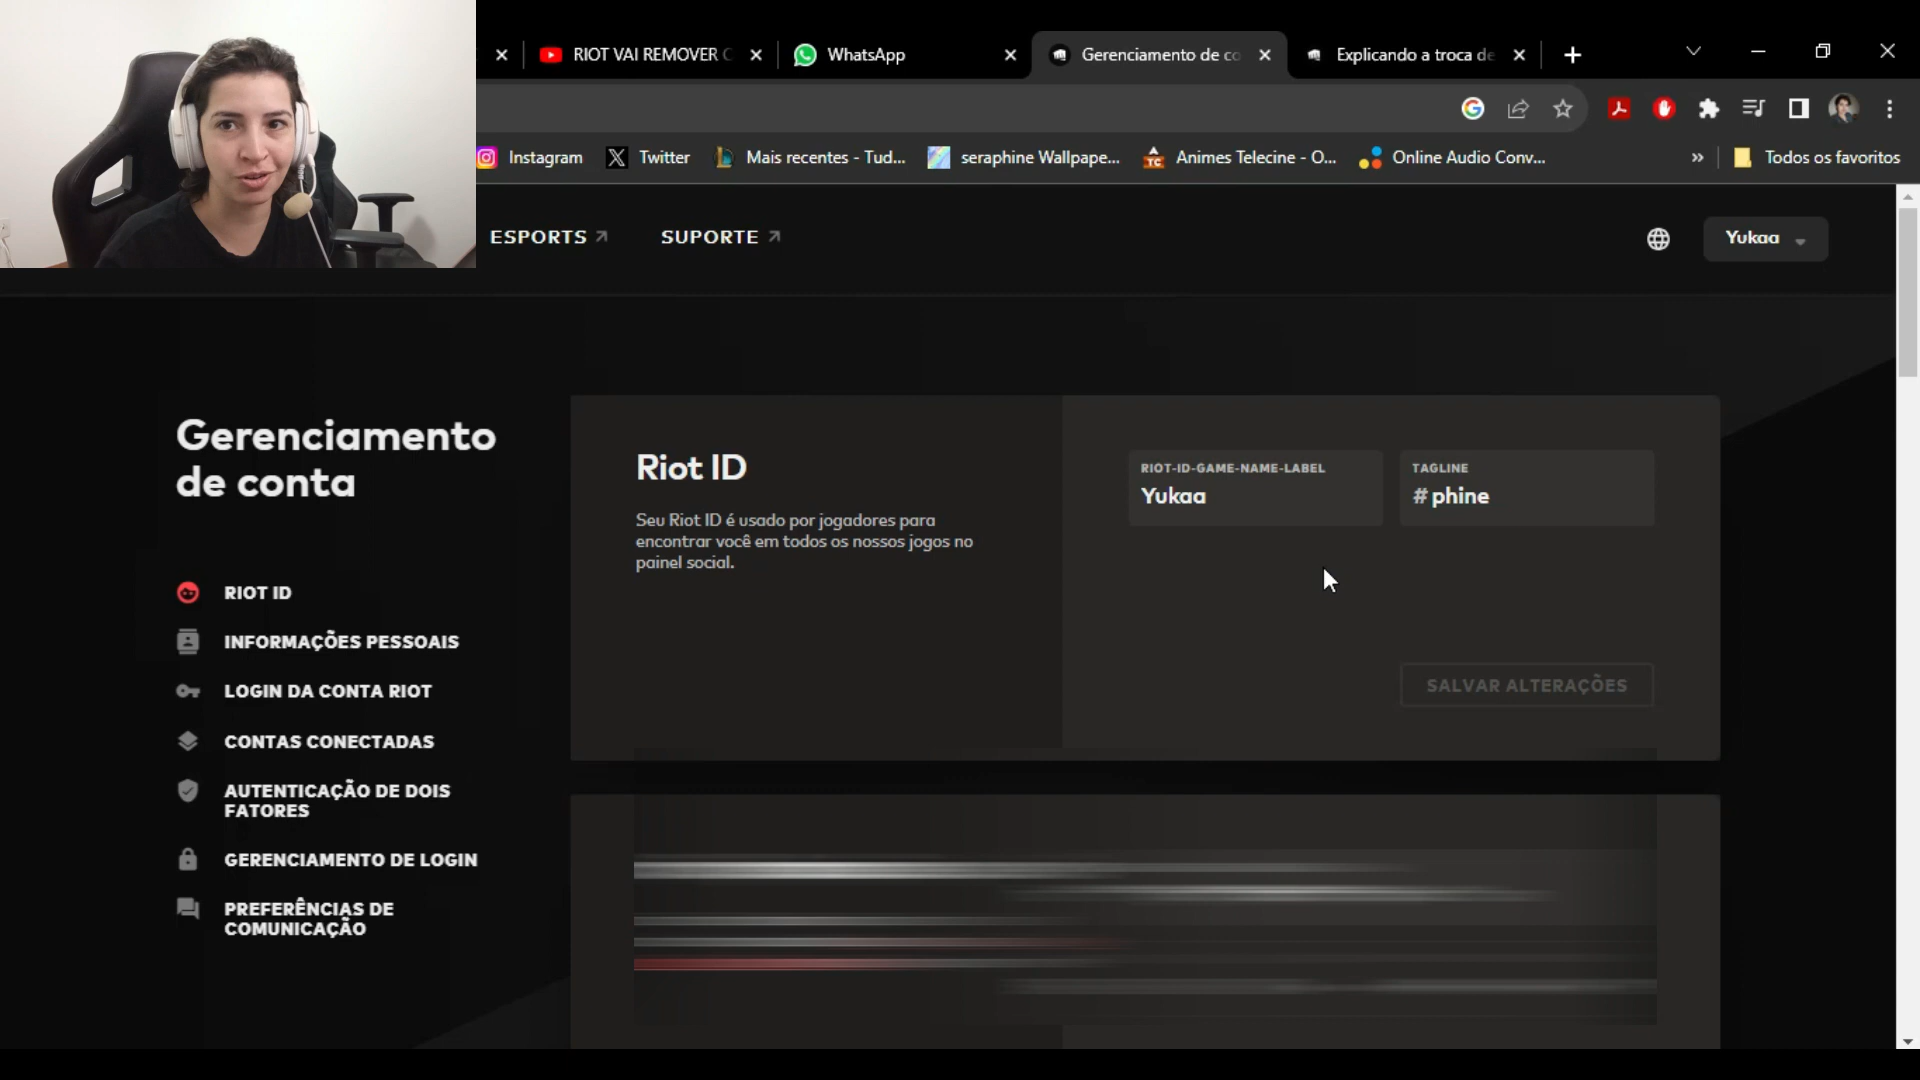 RIOT VAI REMOVER
WhatsApp
Gerenciamento de co
Explicando a troca de
Instagram
Twitter
Mais recentes - Tud...
seraphine Wallpape...
TC
Animes Telecine - O...
Online Audio Conv...
»
Todos os favoritos
ESPORTS
SUPORTE
Yukaa
Gerenciamento
de conta
RIOT ID
INFORMAÇÕES PESSOAIS
LOGIN DA CONTA RIOT
CONTAS CONECTADAS
AUTENTICAÇÃO DE DOIS
FATORES
GERENCIAMENTO DE LOGIN
PREFERÊNCIAS DE
COMUNICAÇÃO
Riot ID
Seu Riot ID é usado por jogadores para
encontrar você em todos os nossos jogos no
painel social.
RIOT-ID-GAME-NAME-LABEL
Yukaa
TAGLINE
#phine
SALVAR ALTERAÇÕES